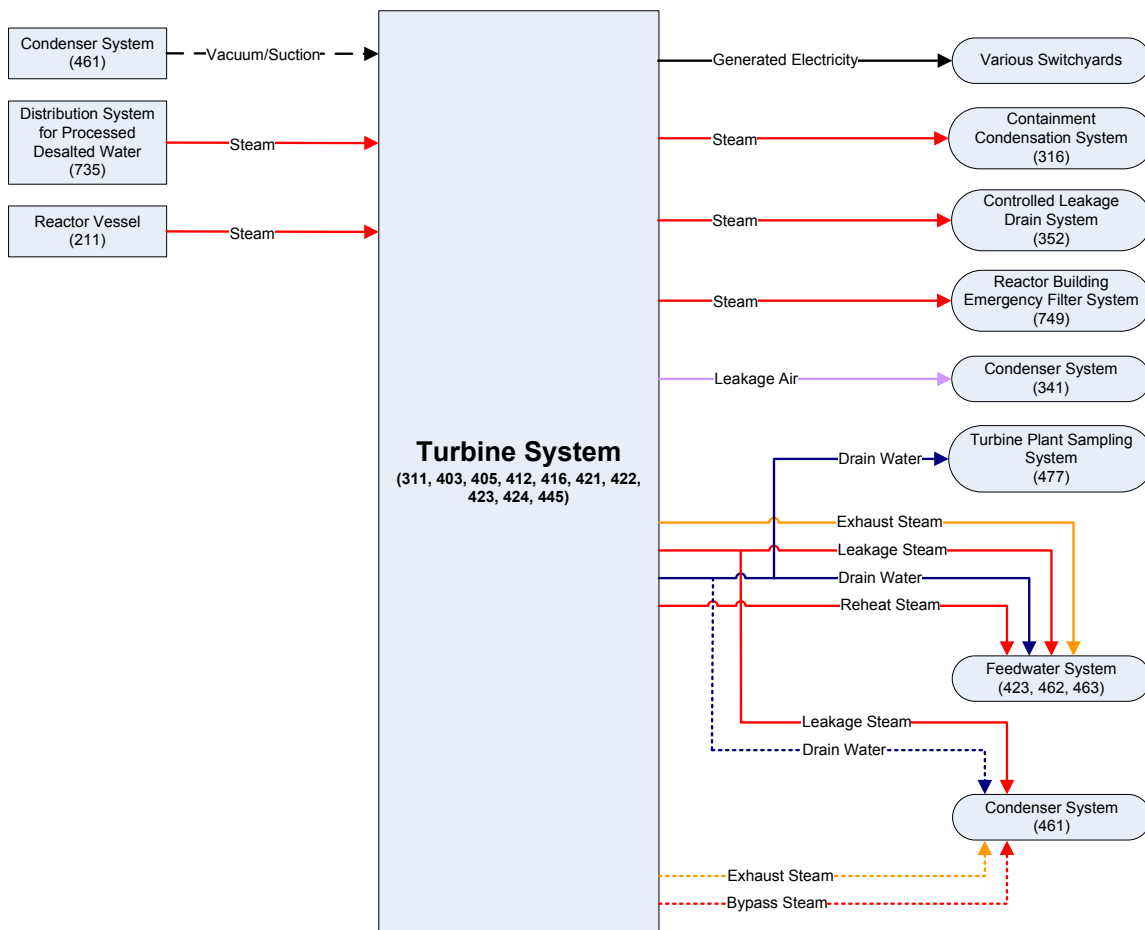 Condenser System
(461)
Vacuum/Suction
Distribution System
for Processed
Desalted Water
(735)
Steam
Reactor Vessel
(211)
Steam
Turbine System
(311, 403, 405, 412, 416, 421, 422,
423, 424, 445)
Generated Electricity
Various Switchyards
Steam
Containment
Condensation System
(316)
Steam
Controlled Leakage
Drain System
(352)
Steam
Reactor Building
Emergency Filter System
(749)
Leakage Air
Condenser System
(341)
Drain Water
Turbine Plant Sampling
System
(477)
Exhaust Steam
Leakage Steam
Drain Water
Reheat Steam
Feedwater System
(423, 462, 463)
Leakage Steam
Drain Water
Condenser System
(461)
Exhaust Steam
Bypass Steam